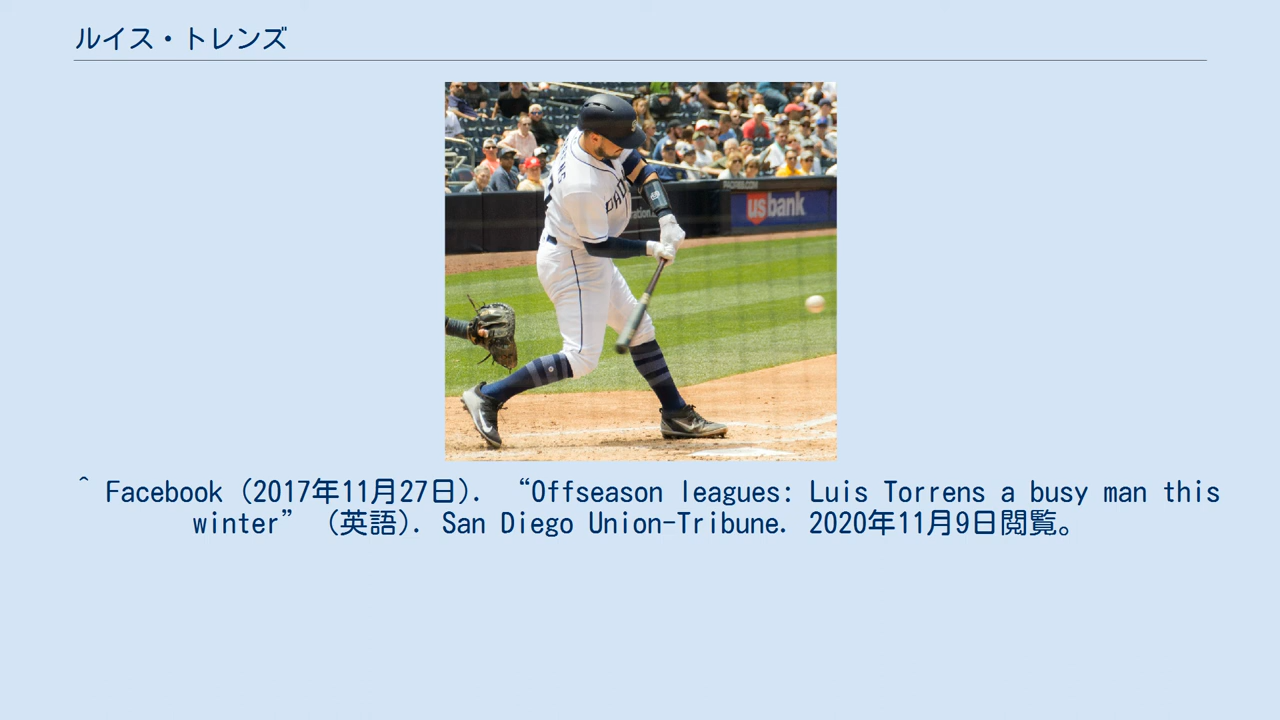 ルイス・トレンズ
usbank
^ Facebook (2017年11月27日). “Offseason leagues: Luis Torrens a busy man this
winter” (英語). San Diego Union-Tribune. 2020年11月9日閲覧。